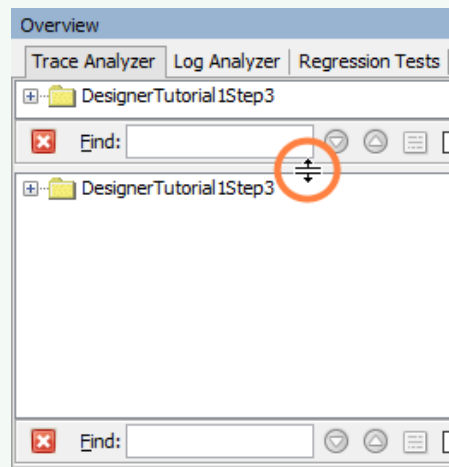 Overview
Trace Analyzer Log Analyzer Regression Tests
DesignerTutorial1Step3
Find:
DesignerTutorial1Step3
Find: